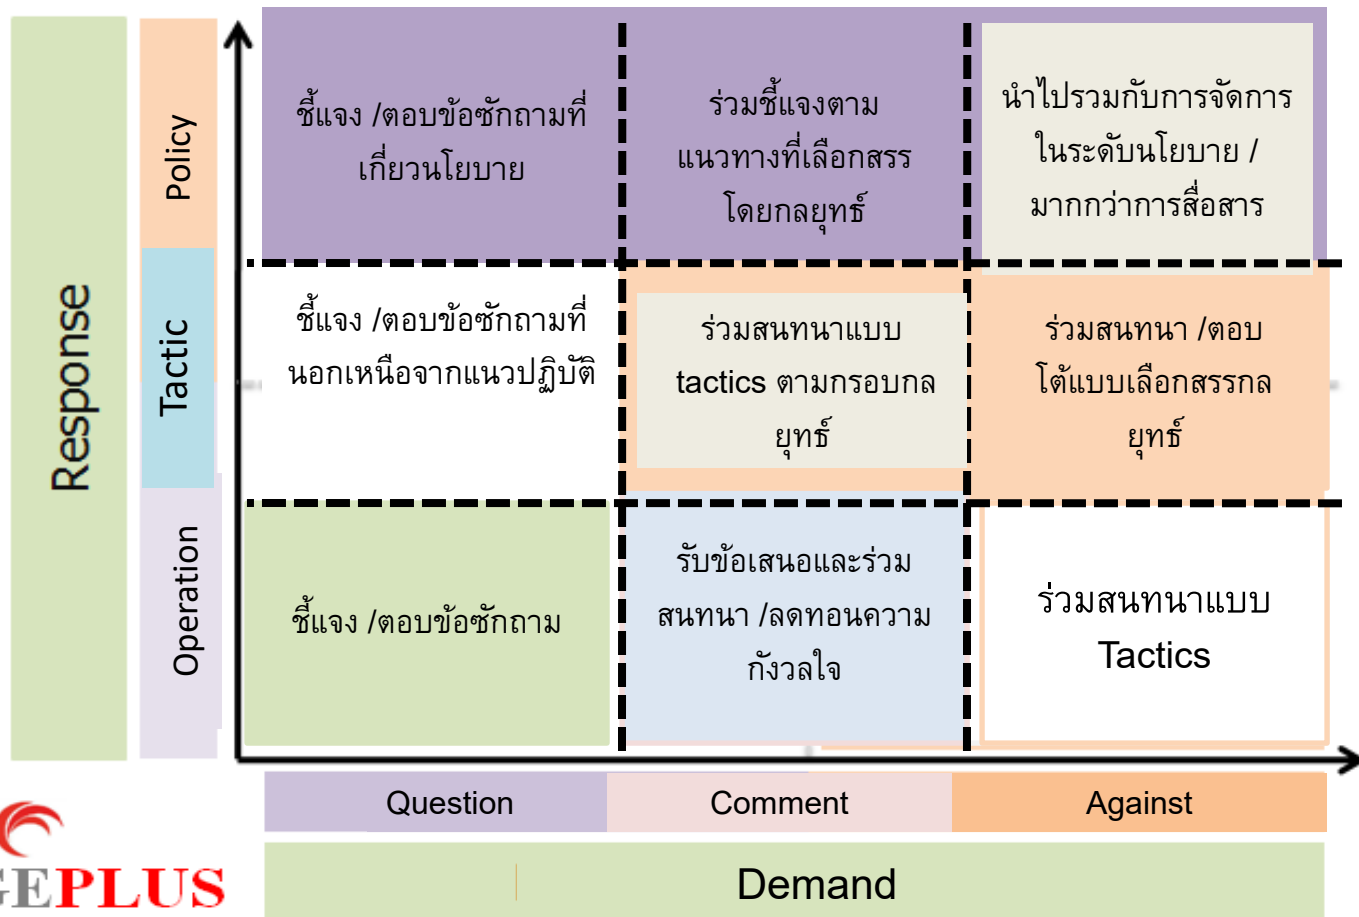 Response
Policy
Tactic
Operation
ชี้แจง /ตอบข้อซักถามที่
เกี่ยวนโยบาย
ร่วมชี้แจงตาม
แนวทางที่เลือกสรร
โดยกลยุทธ์
นำไปรวมกับการจัดการ
ในระดับนโยบาย /
มากกว่าการสื่อสาร
ชี้แจง /ตอบข้อซักถามที่
นอกเหนือจากแนวปฏิบัติ
ร่วมสนทนาแบบ
tactics ตามกรอบกล
ยุทธ์
ร่วมสนทนา /ตอบ
โต้แบบเลือกสรรกล
ยุทธ์
ชี้แจง /ตอบข้อซักถาม
รับข้อเสนอและร่วม
สนทนา /ลดทอนความ
กังวลใจ
ร่วมสนทนาแบบ
Tactics
Question
Comment
Against
Demand
GEPLUS